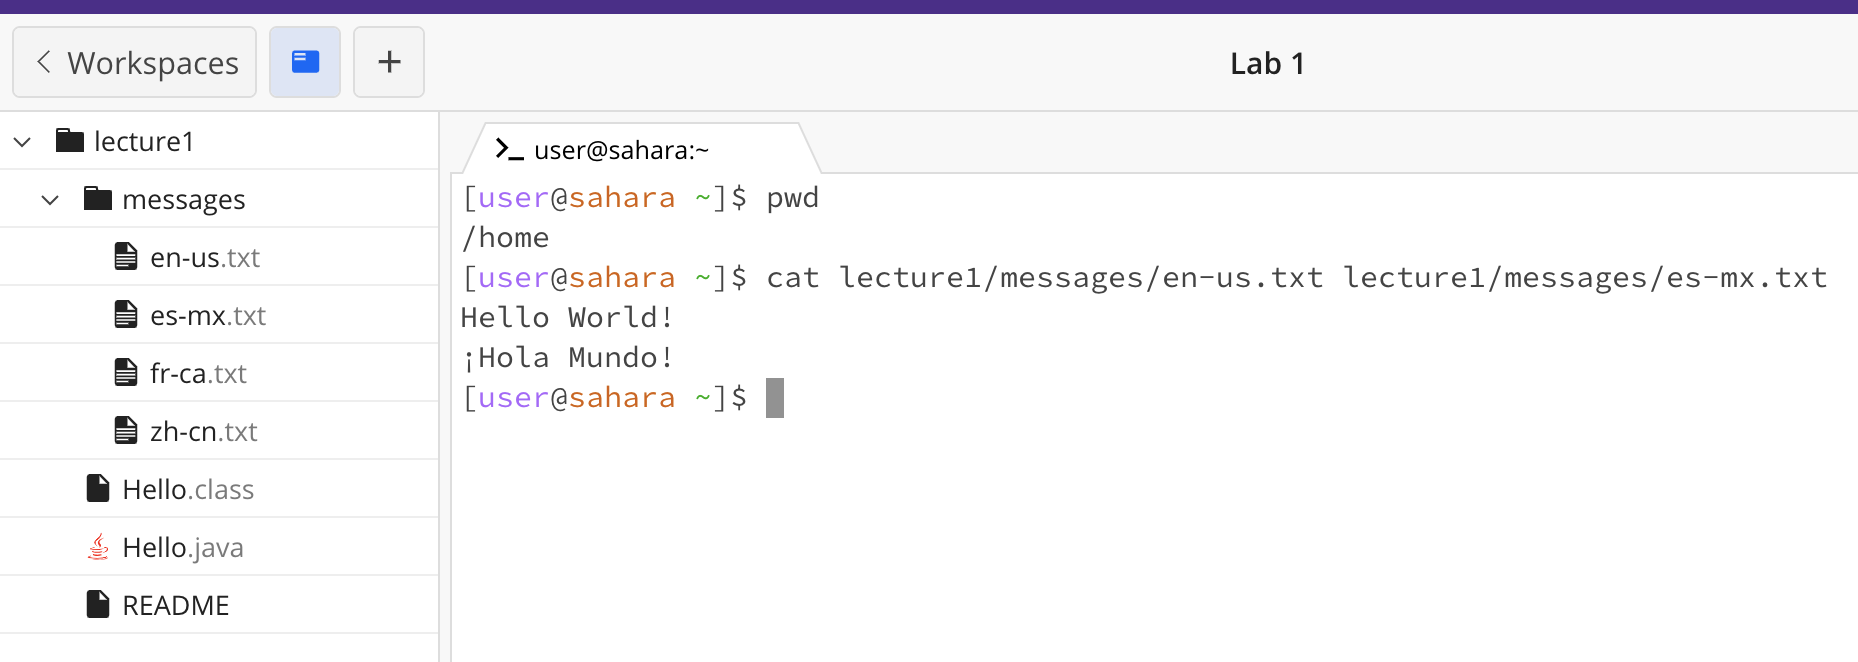 Workspaces
Lab 1
lecture1
messages
en-us.txt
es-mx.txt
fr-ca.txt
zh-cn.txt
Hello.class
Hello.java
README
user@sahara:~
[user@sahara ~]$ pwd
/home
[user@sahara ~]$ cat lecture1/messages/en-us.txt lecture1/messages/es-mx.txt
Hello World!
¡Hola Mundo!
[user@sahara ~]$